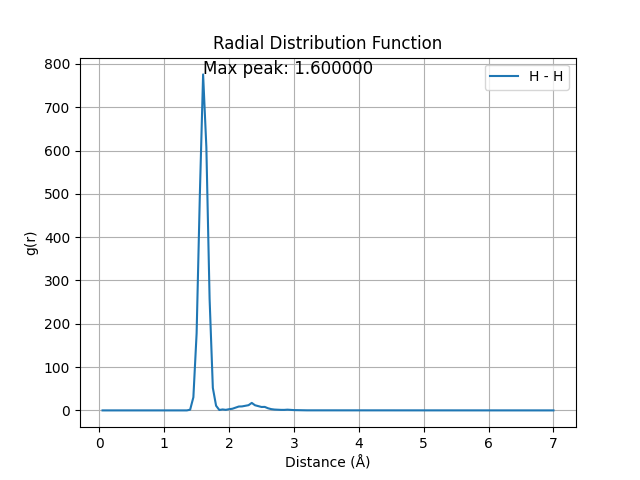 Radial Distribution Function
Max peak: 1.600000
H - H
800
700
600
500
400
300
200
100
0
g(r)
0 1 2 3 4 5 6 7
Distance (Å)